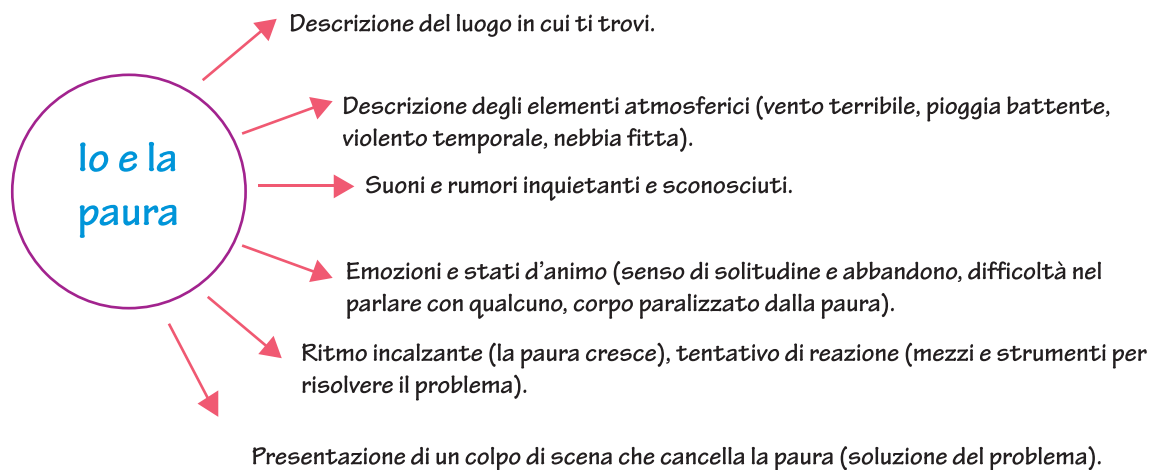 Descrizione del luogo in cui ti trovi.
Descrizione degli elementi atmosferici (vento terribile, pioggia battente,
violento temporale, nebbia fitta).
Io e la
paura
Suoni e rumori inquietanti e sconosciuti.
Emozioni e stati d'animo (senso di solitudine e abbandono, difficoltà nel
parlare con qualcuno, corpo paralizzato dalla paura).
Ritmo incalzante (la paura cresce), tentativo di reazione (mezzi e strumenti per
risolvere il problema).
Presentazione di un colpo di scena che cancella la paura (soluzione del problema).